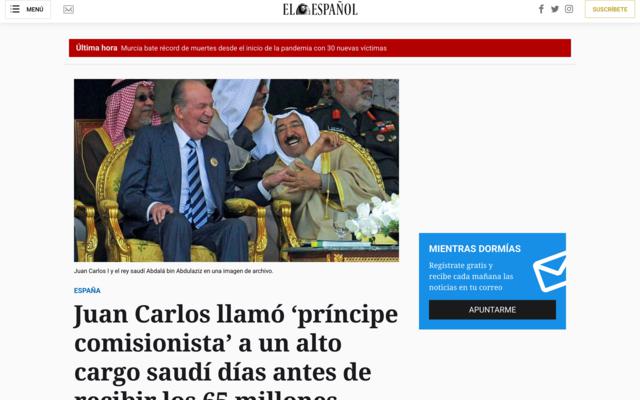 MENÚ
EL ESPAÑOL
SUSCRÍBETE
Última hora Murcia bate récord de muertes desde el inicio de la pandemia con 30 nuevas víctimas
Juan Carlos I y el rey saudí Abdalá bin Abdulaziz en una imagen de archivo.
ESPAÑA
Juan Carlos llamó ‘príncipe
comisionista’ a un alto
cargo saudí días antes de
recibir los 65 millones
MIENTRAS DORMÍAS
Regístrate gratis y
recibe cada mañana las
noticias en tu correo
APUNTARME